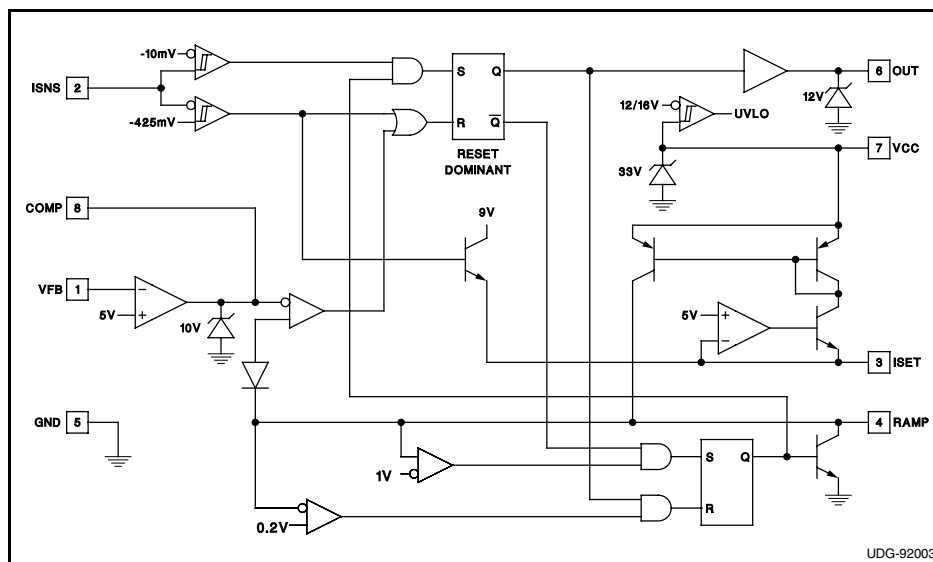 -10mV
ISNS 2
-425mV
S Q
R Q
RESET
DOMINANT
12/16V
UVLO
6 OUT
12V
7 VCC
33V
COMP 8
9V
VFB 1
5V
10V
5V
3 ISET
GND 5
4 RAMP
1V
S Q
R
0.2V
UDG-92003